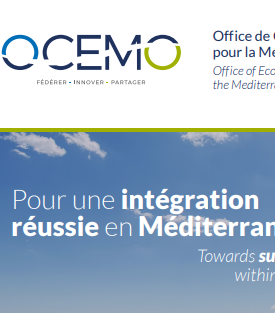 OCEMO
FÉDÉRER • INNOVER • PARTAGER
Office de
pour la Mé
Office of Eco
the Mediterr
Pour une intégration
réussie en Méditerran
Towards su
within